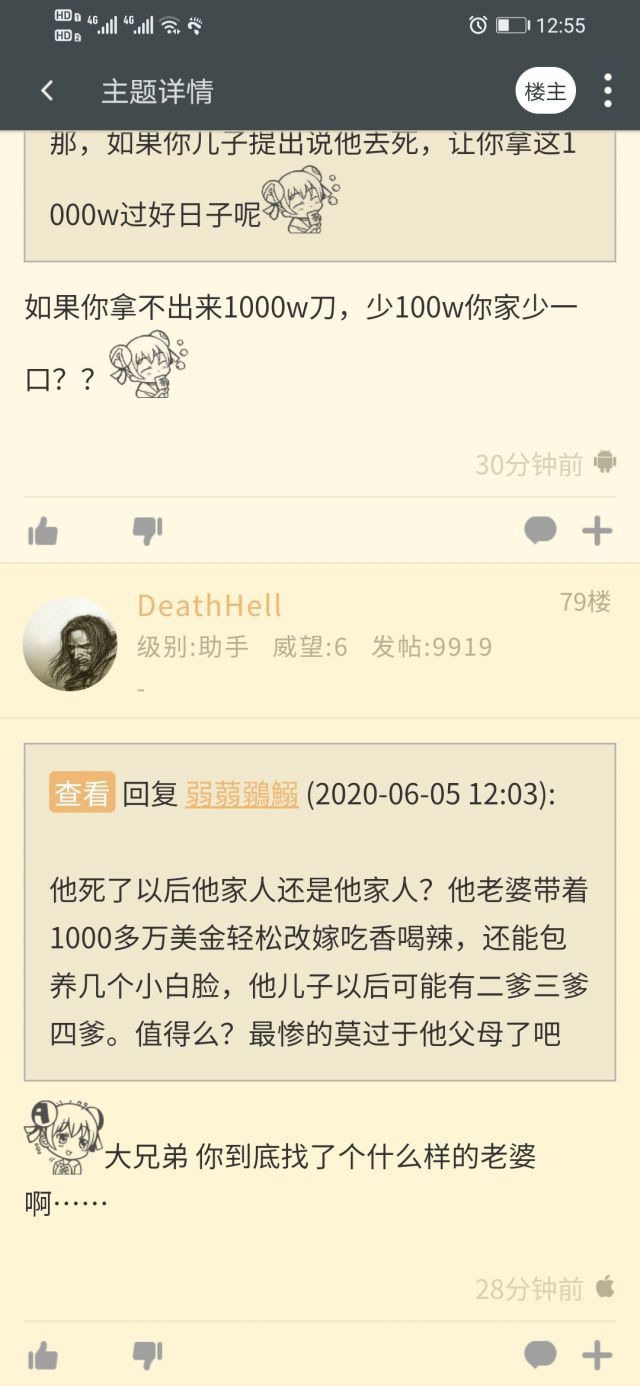 HD 1 4G 4G 12:55
HD 2
主题详情 楼主
那，如果你儿子提出说他去死，让你拿这1
000w过好日子呢
如果你拿不出来1000w刀，少100w你家少一
口？？
30分钟前
DeathHell 79楼
级别:助手 威望:6 发帖:9919
-
查看 回复 弱蒻鶸鰯 (2020-06-05 12:03):
他死了以后他家人还是他家人？他老婆带着
1000多万美金轻松改嫁吃香喝辣，还能包
养几个小白脸，他儿子以后可能有二爹三爹
四爹。值得么？最惨的莫过于他父母了吧
大兄弟 你到底找了个什么样的老婆
啊……
28分钟前